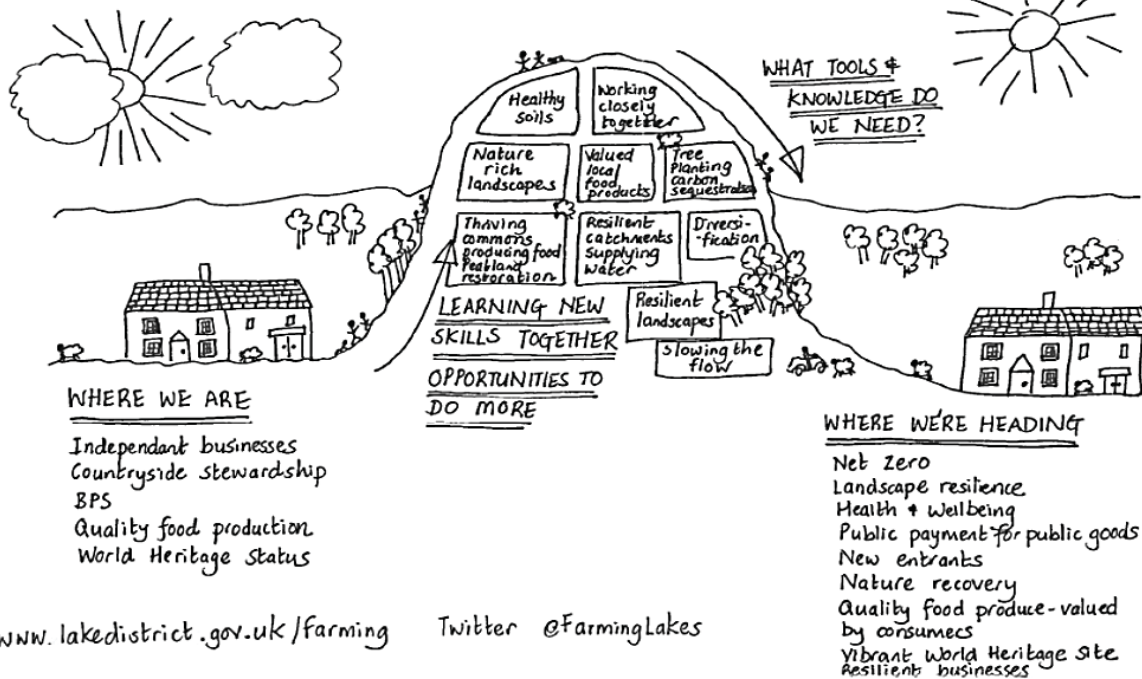 WHAT TOOLS &
KNOWLEDGE DO
WE NEED?
Healthy
soils
Working
closely
together
Nature
rich
landscapes
Valued
local
food
products
Tree
Planting
carbon
sequestration
Thriving
commons
producing food
Peatland
restoration
Resilient
catchments
supplying
water
Diversi-
-fication
Resilient
landscapes
slowing the
flow
LEARNING NEW
SKILLS TOGETHER
OPPORTUNITIES TO
DO MORE
WHERE WE ARE
Independant businesses
Countryside stewardship
BPS
Quality food production
World Heritage Status
WHERE WE'RE HEADING
Net Zero
Landscape resilience
Health & Wellbeing
Public payment for public goods
New entrants
Nature recovery
Quality food produce-valued
by consumers
Vibrant World Heritage Site
Resilient businesses
www.lakedistrict.gov.uk/farming Twitter @FarmingLakes